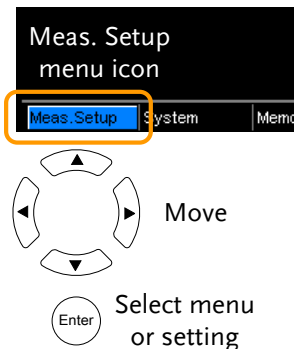 Meas. Setup
menu icon
Meas.Setup System
Move
Enter
Select menu
or setting